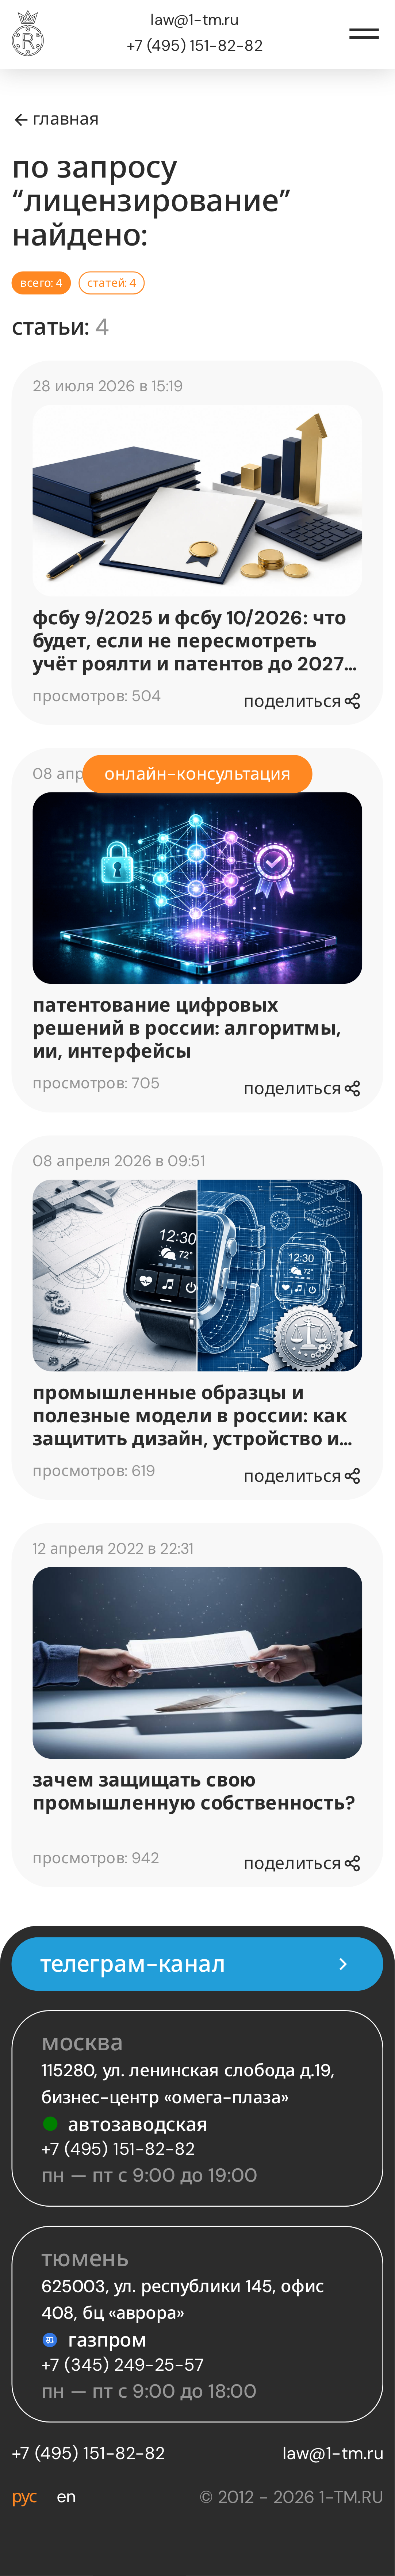 law@1-tm.ru
+7 (495) 151-82-82
R
главная
по запросу
“лицензирование”
найдено:
всего: 4
статей: 4
статьи: 4
28 июля 2026 в 15:19
фсбу 9/2025 и фсбу 10/2026: что
будет, если не пересмотреть
учёт роялти и патентов до 2027...
просмотров: 504
поделиться
08 апр
онлайн-консультация
патентование цифровых
решений в россии: алгоритмы,
ии, интерфейсы
просмотров: 705
поделиться
08 апреля 2026 в 09:51
12:30
72°
12:30
72°
промышленные образцы и
полезные модели в россии: как
защитить дизайн, устройство и...
просмотров: 619
поделиться
12 апреля 2022 в 22:31
зачем защищать свою
промышленную собственность?
просмотров: 942
поделиться
телеграм-канал
москва
115280, ул. ленинская слобода д.19,
бизнес-центр «омега-плаза»
автозаводская
+7 (495) 151-82-82
пн — пт с 9:00 до 19:00
тюмень
625003, ул. республики 145, офис
408, бц «аврора»
газпром
+7 (345) 249-25-57
пн — пт с 9:00 до 18:00
+7 (495) 151-82-82
law@1-tm.ru
рус
en
© 2012 - 2026 1-TM.RU